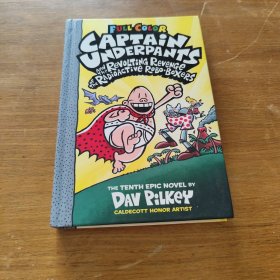 FULL COLOR
CAPTAIN
UNDERPANTS
AND THE REVOLTING REVENGE
OF THE RADIOACTIVE ROBO-BOXERS
THE TENTH EPIC NOVEL BY
DAV PILKEY
CALDECOTT HONOR ARTIST